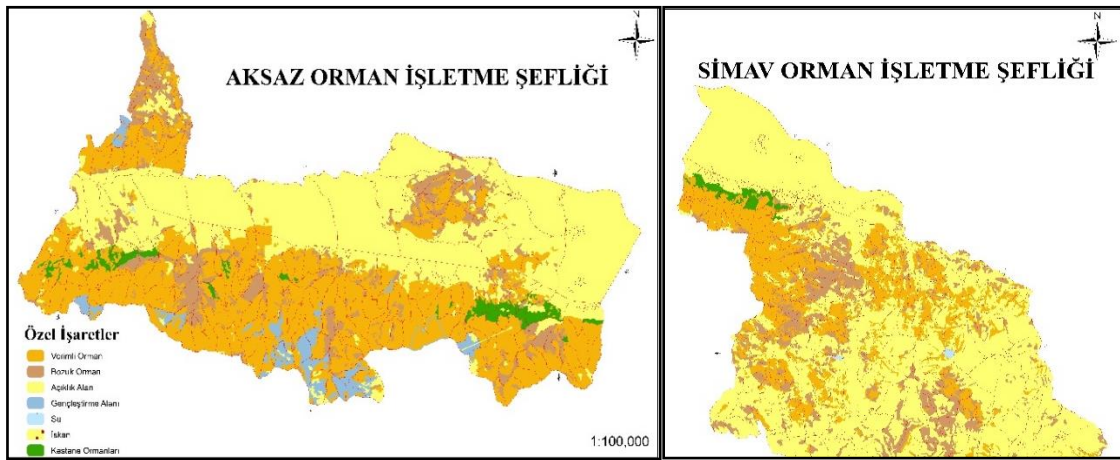 N
AKSAZ ORMAN İŞLETME ŞEFLİĞİ
Özel İşaretler
Verimli Orman
Bozuk Orman
Açıklık Alan
Gençleştirme Alanı
Su
İskan
Kestane Ormanları
1:100,000
N
SİMAV ORMAN İŞLETME ŞEFLİĞİ